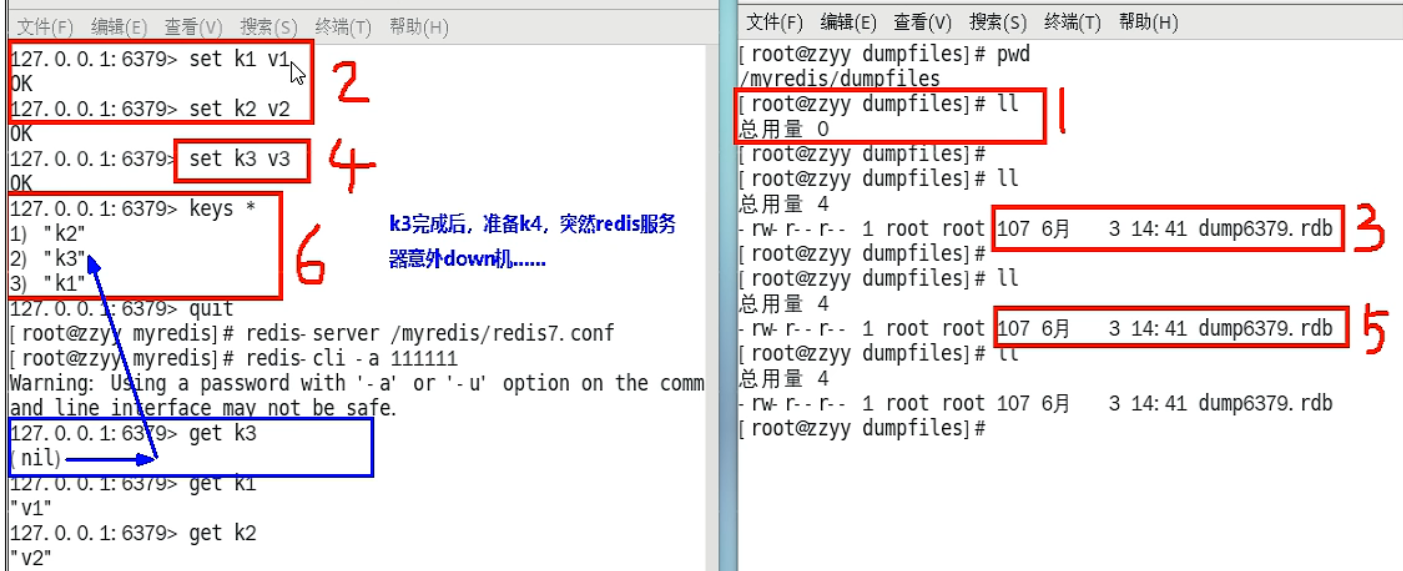 文件(F) 编辑(E) 查看(V) 搜索(S) 终端(T) 帮助(H)
127.0.0.1:6379> set k1 v1
OK
127.0.0.1:6379> set k2 v2
OK
127.0.0.1:6379> set k3 v3
OK
127.0.0.1:6379> keys *
1) "k2"
2) "k3"
3) "k1"
127.0.0.1:6379> quit
[root@zzyy myredis]# redis-server /myredis/redis7.conf
[root@zzyy myredis]# redis-cli -a 111111
Warning: Using a password with '-a' or '-u' option on the comm
and line interface may not be safe.
127.0.0.1:6379> get k3
(nil)
127.0.0.1:6379> get k1
"v1"
127.0.0.1:6379> get k2
"v2"
2
4
6
k3完成后，准备k4，突然redis服务
器意外down机......
文件(F) 编辑(E) 查看(V) 搜索(S) 终端(T) 帮助(H)
[root@zzyy dumpfiles]# pwd
/myredis/dumpfiles
[root@zzyy dumpfiles]# ll
总用量 0
[root@zzyy dumpfiles]#
[root@zzyy dumpfiles]# ll
总用量 4
-rw-r--r-- 1 root root 107 6月 3 14:41 dump6379.rdb
[root@zzyy dumpfiles]#
[root@zzyy dumpfiles]# ll
总用量 4
-rw-r--r-- 1 root root 107 6月 3 14:41 dump6379.rdb
[root@zzyy dumpfiles]# ll
总用量 4
-rw-r--r-- 1 root root 107 6月 3 14:41 dump6379.rdb
[root@zzyy dumpfiles]#
1
3
5